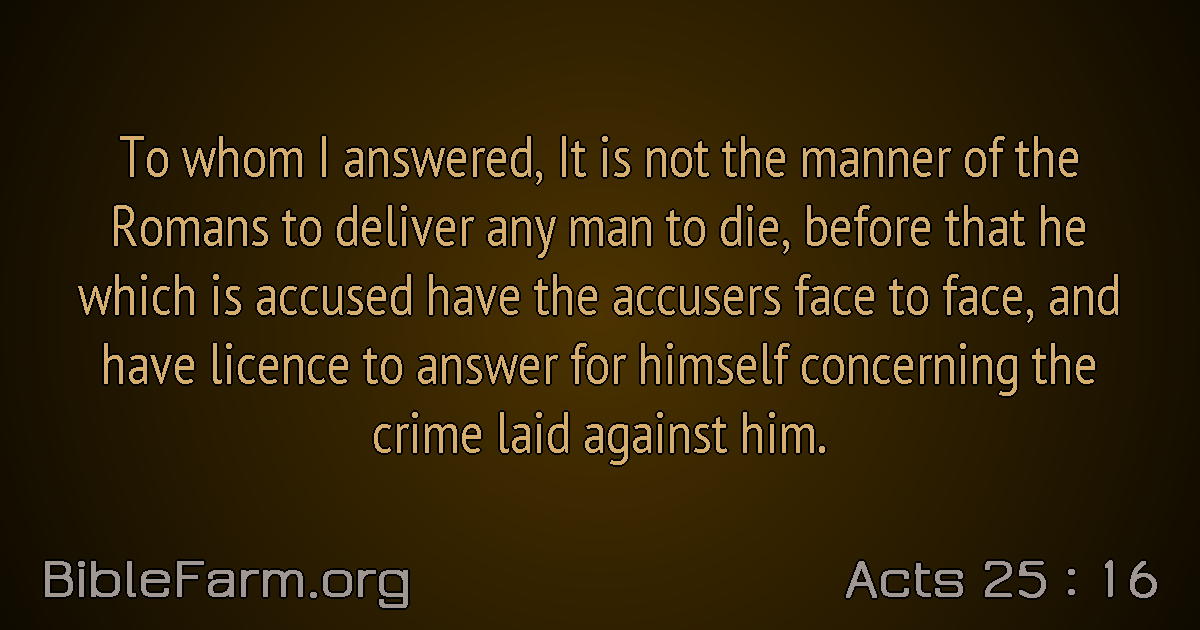 To whom I answered, It is not the manner of the
Romans to deliver any man to die, before that he
which is accused have the accusers face to face, and
have licence to answer for himself concerning the
crime laid against him.
BibleFarm.org
Acts 25 : 16